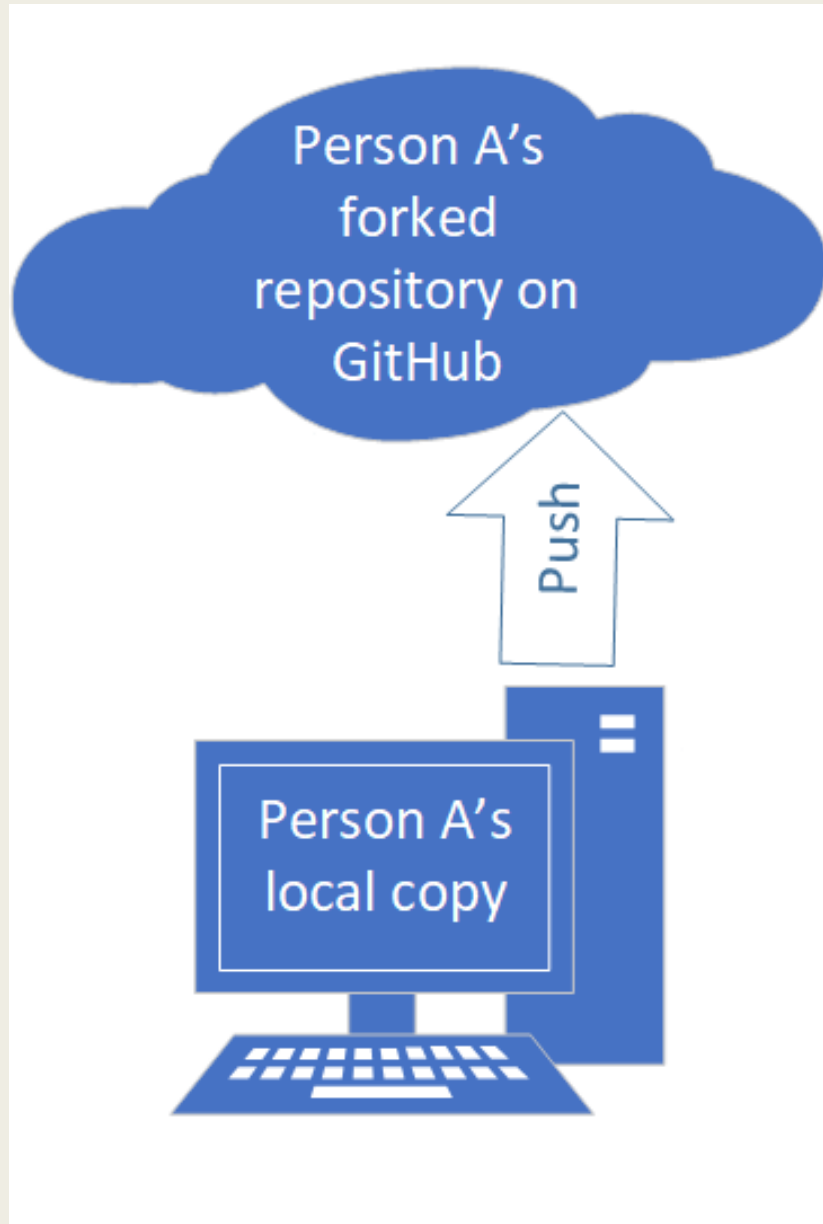 Person A’s
forked
repository on
GitHub
Push
Person A’s
local copy